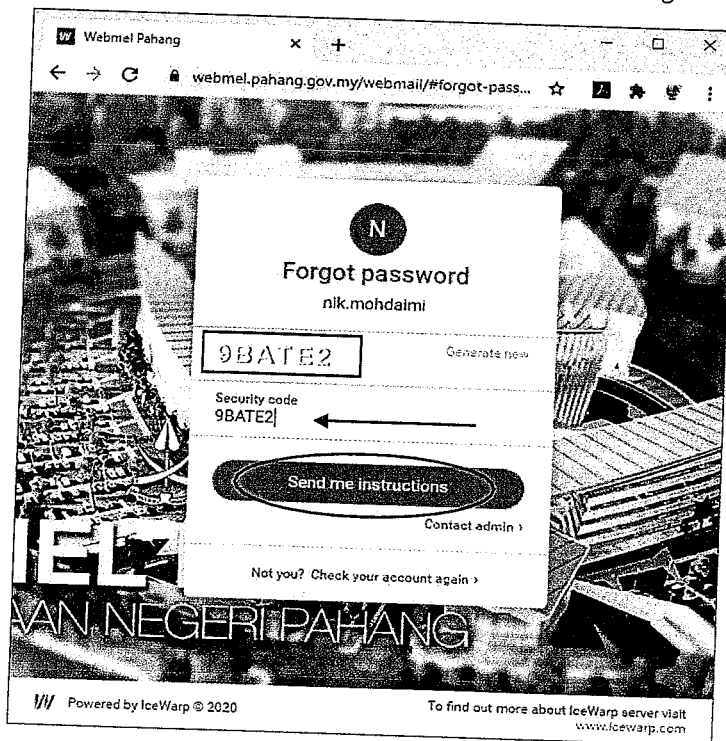 Webmel Pahang
webmel.pahang.gov.my/webmail/#forgot-pass...
N
Forgot password
nik.mohdaimi
9BATE2
Generate new
Security code
9BATE2
Send me instructions
Contact admin ›
Not you? Check your account again ›
MEL
AAN NEGERI PAHANG
Powered by IceWarp © 2020
To find out more about IceWarp server visit
www.icewarp.com